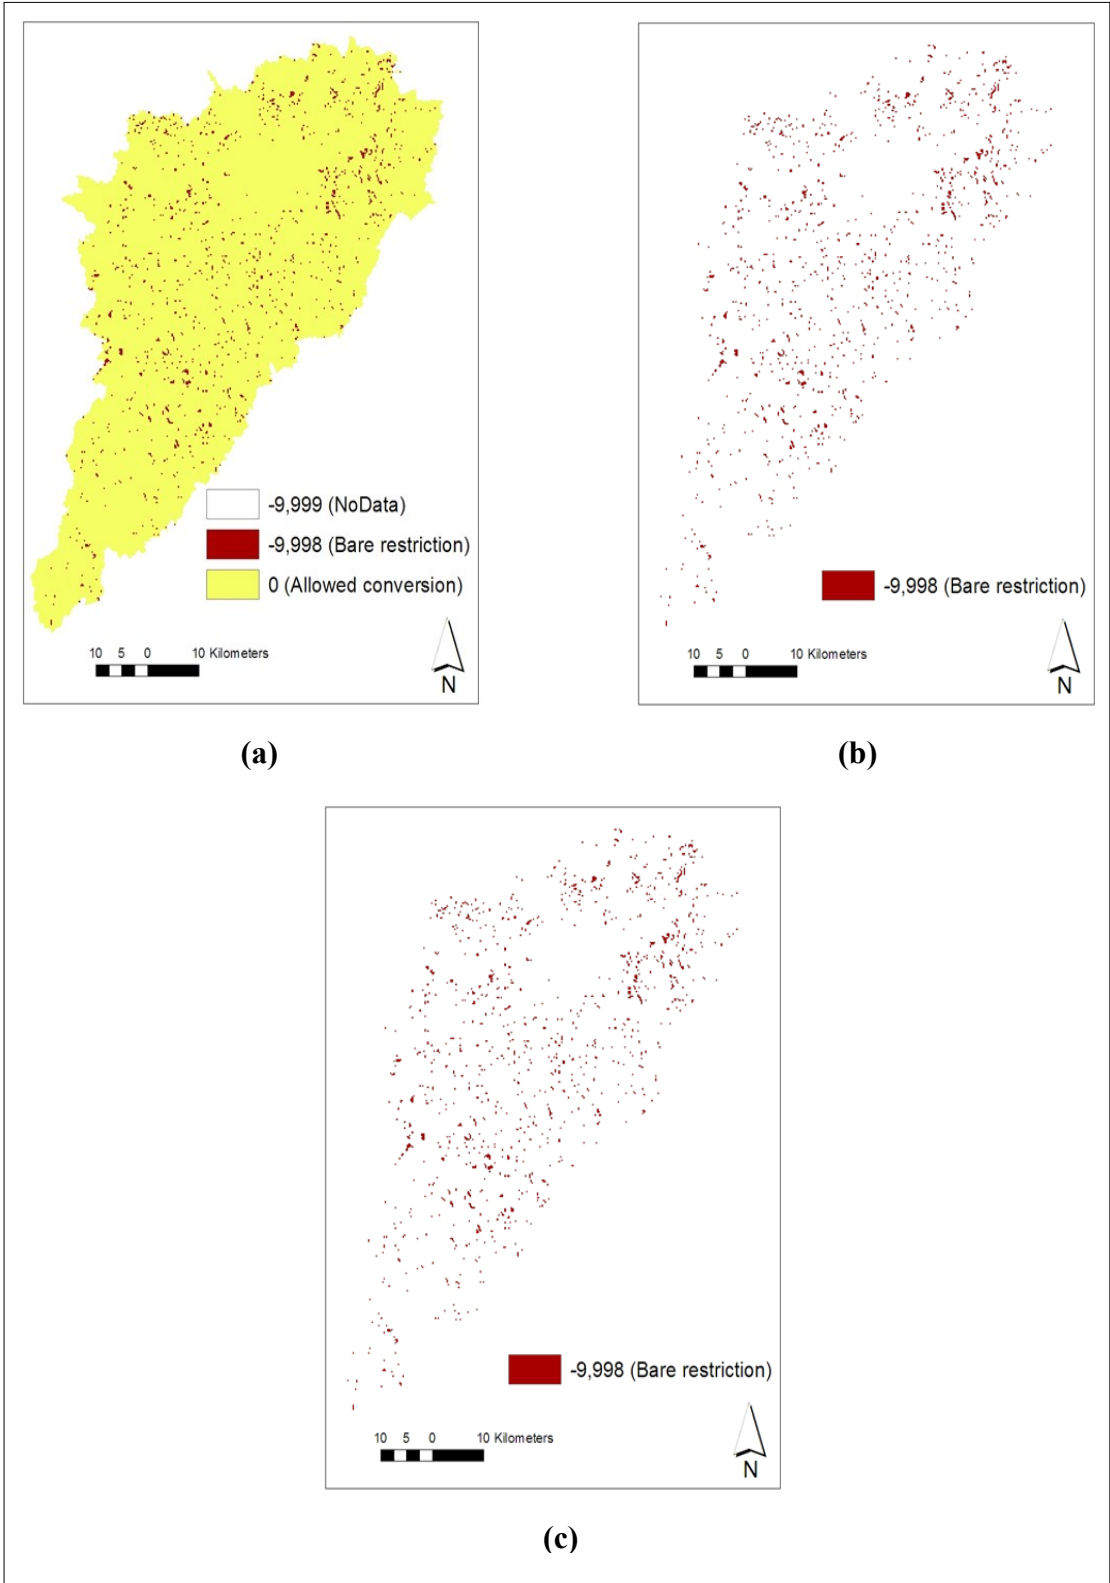 -9,999 (NoData)
-9,998 (Bare restriction)
0 (Allowed conversion)
10 5 0 10 Kilometers
N
(a)
-9,998 (Bare restriction)
10 5 0 10 Kilometers
N
(b)
-9,998 (Bare restriction)
10 5 0 10 Kilometers
N
(c)